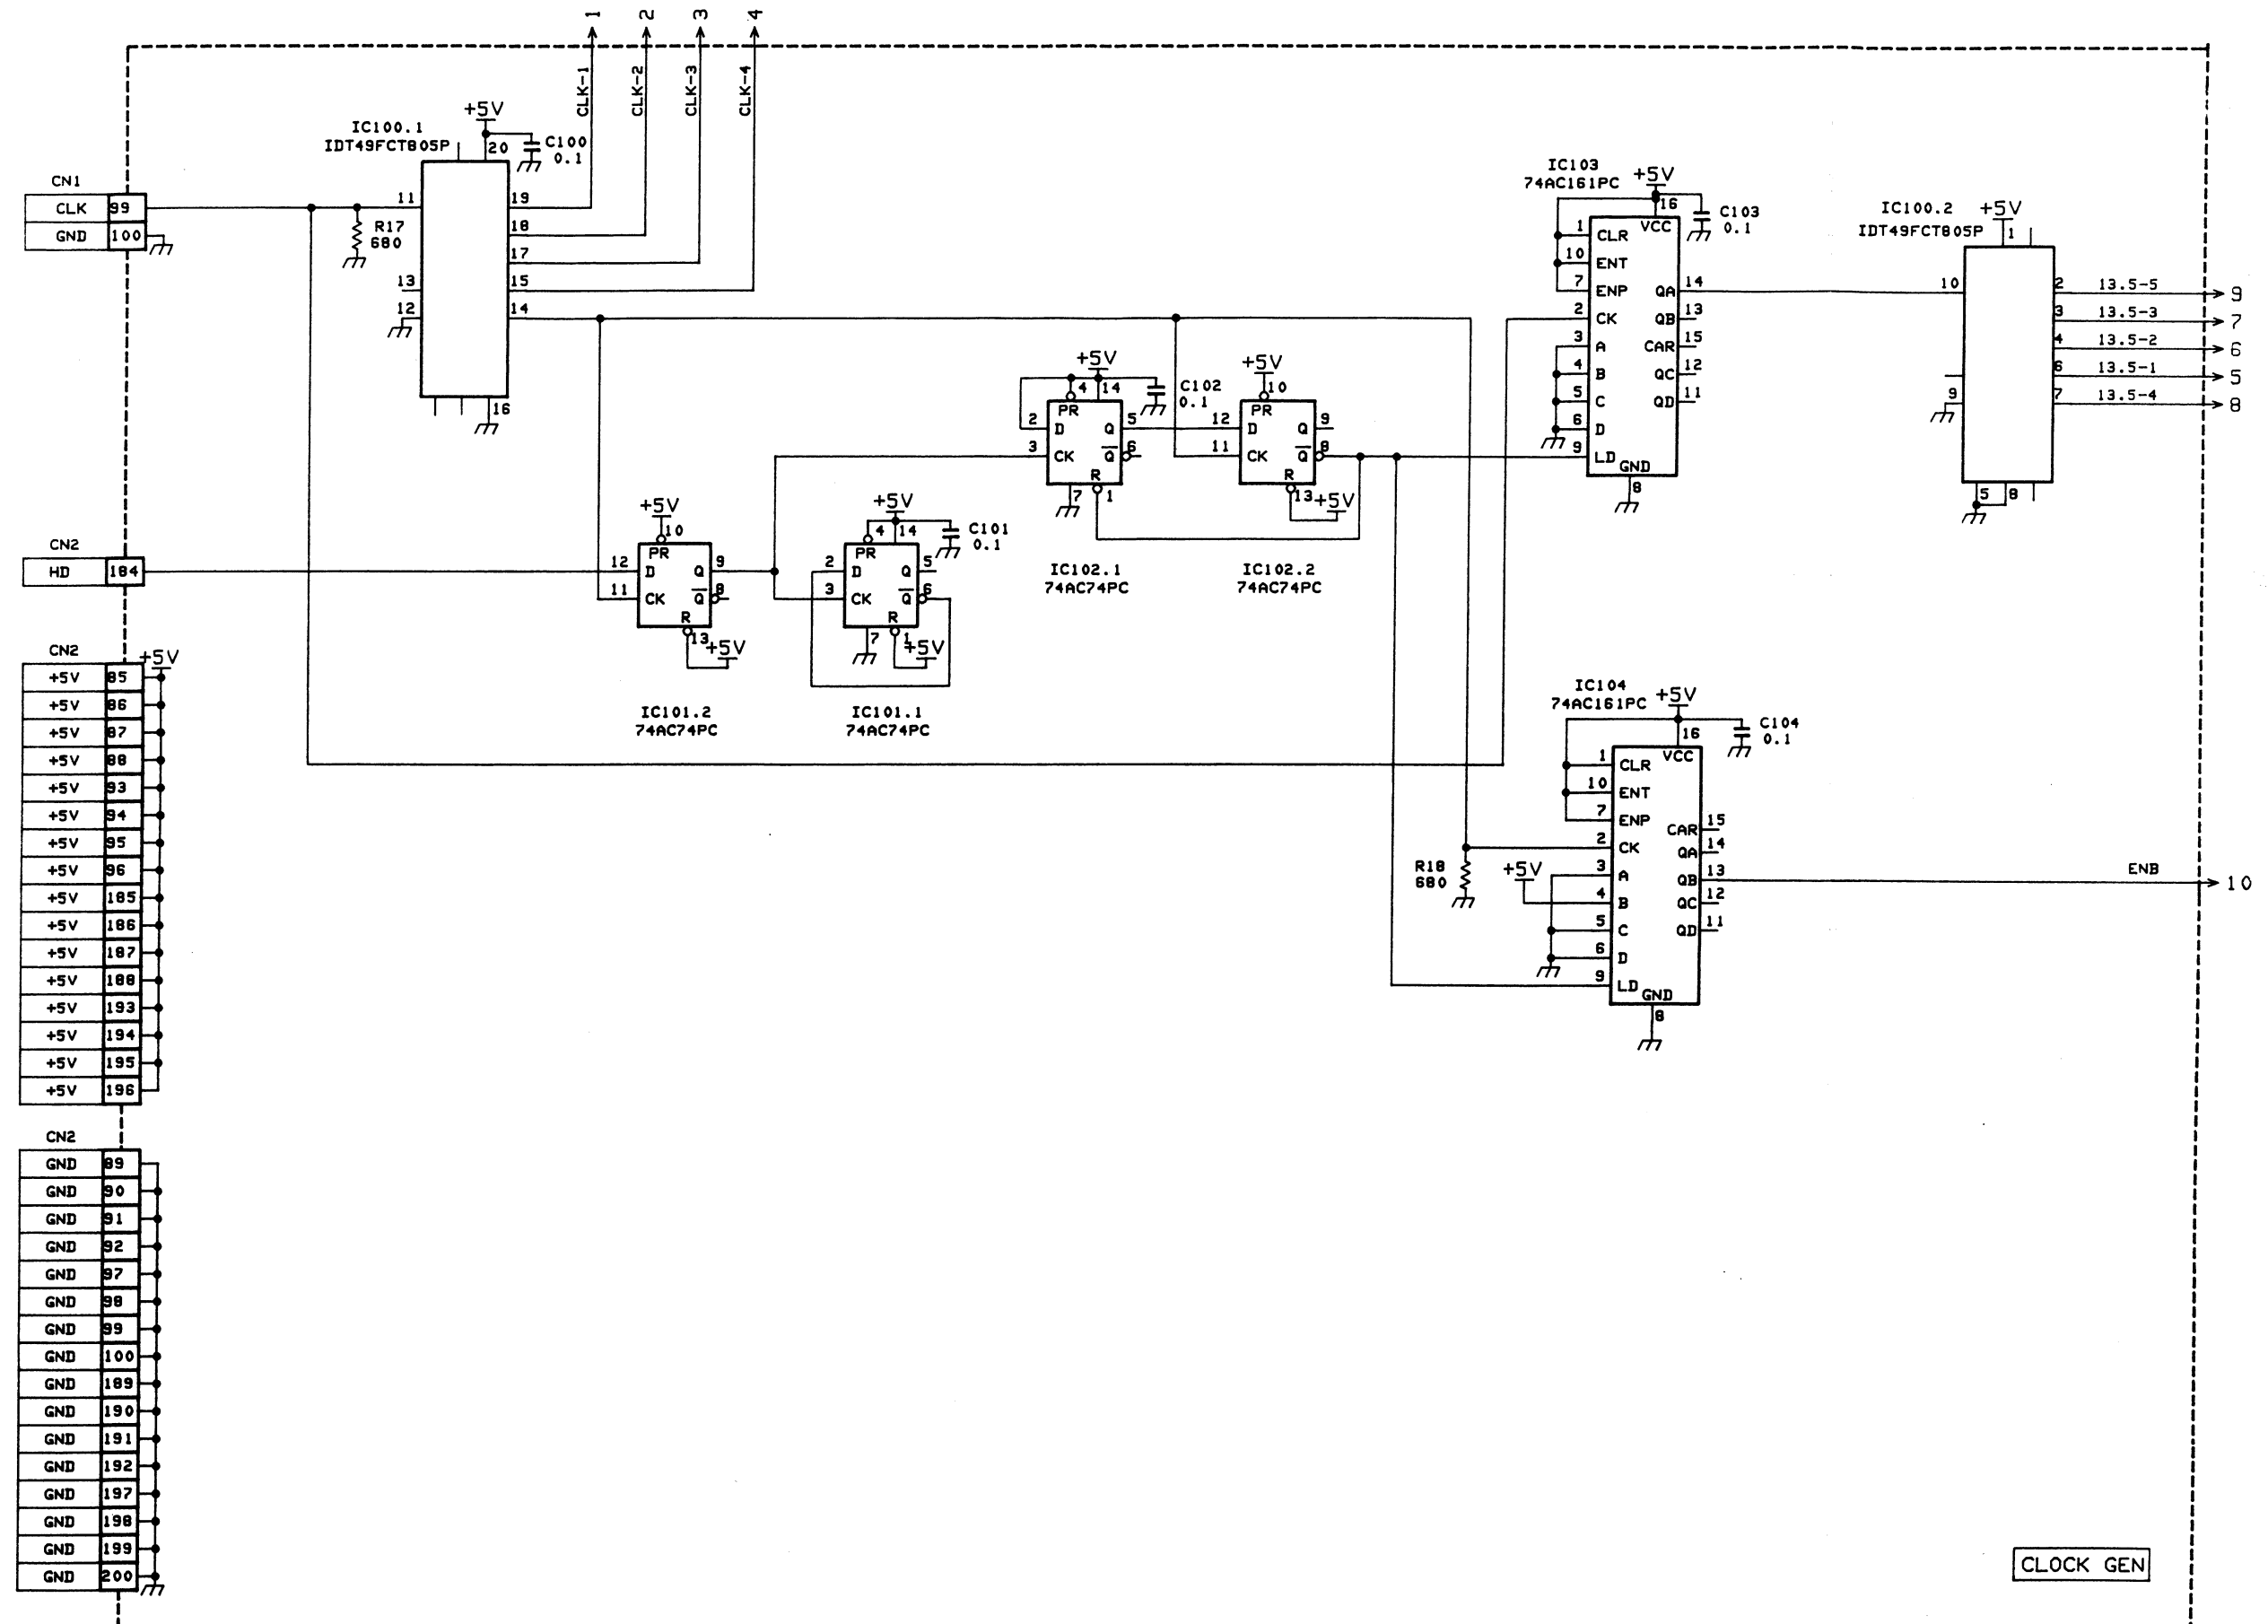 1 2 3 4
CLK-1 CLK-2 CLK-3 CLK-4
IC100.1
IDT49FCT805P
+5V
20
C100
0.1
CN1
CLK 99
GND 100
R17
680
11
13
12
19
18
17
15
14
16
IC103
74AC161PC
+5V
16
VCC
C103
0.1
1 CLR
10 ENT
7 ENP QA 14
2 CK QB 13
3 A CAR 15
4 B QC 12
5 C QD 11
6 D
9 LD
GND
8
IC100.2
IDT49FCT805P
+5V
1
10
9
2 13.5-5 9
3 13.5-3 7
4 13.5-2 6
6 13.5-1 5
7 13.5-4 8
5 8
+5V
4 14
C102
0.1
PR
2 D Q 5
3 CK Q 6
R
7 1
IC102.1
74AC74PC
+5V
10
PR
12 D Q 9
11 CK Q 8
R
13 +5V
IC102.2
74AC74PC
CN2
HD 184
+5V
10
PR
12 D Q 9
11 CK Q 8
R
13 +5V
IC101.2
74AC74PC
+5V
4 14
C101
0.1
PR
2 D Q 5
3 CK Q 6
R
7 1 +5V
IC101.1
74AC74PC
CN2
+5V
+5V 85
+5V 86
+5V 87
+5V 88
+5V 93
+5V 94
+5V 95
+5V 96
+5V 185
+5V 186
+5V 187
+5V 188
+5V 193
+5V 194
+5V 195
+5V 196
IC104
74AC161PC
+5V
16
VCC
C104
0.1
1 CLR
10 ENT
7 ENP CAR 15
2 CK QA 14
3 A QB 13
4 B QC 12
5 C QD 11
6 D
9 LD
GND
8
R18
680
+5V
ENB 10
CN2
GND 89
GND 90
GND 91
GND 92
GND 97
GND 98
GND 99
GND 100
GND 189
GND 190
GND 191
GND 192
GND 197
GND 198
GND 199
GND 200
CLOCK GEN